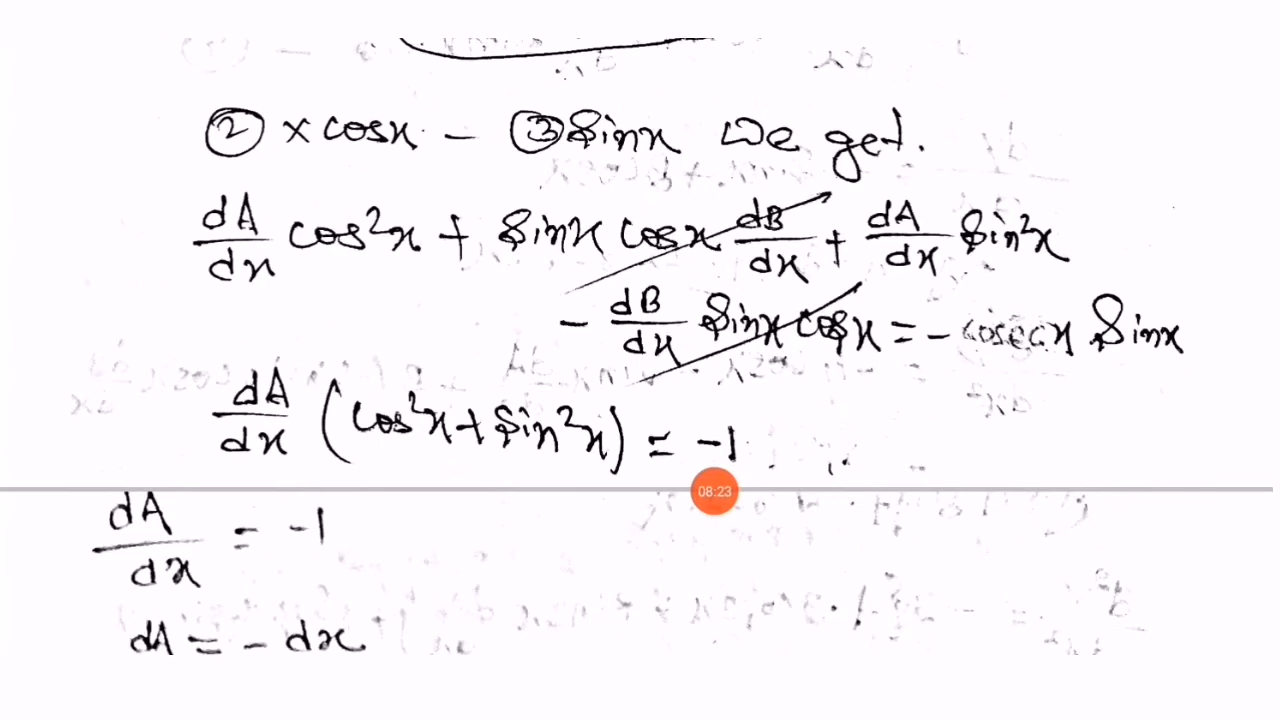 ② × cosx - ③ Sinx we get.
dA/dx cos²x + Sinx cosx dB/dx + dA/dx Sin²x
- dB/dx Sinx cosx = - cosecx Sinx
dA/dx (cos²x + Sin²x) = -1
08:23
dA/dx = -1
dA = - dx